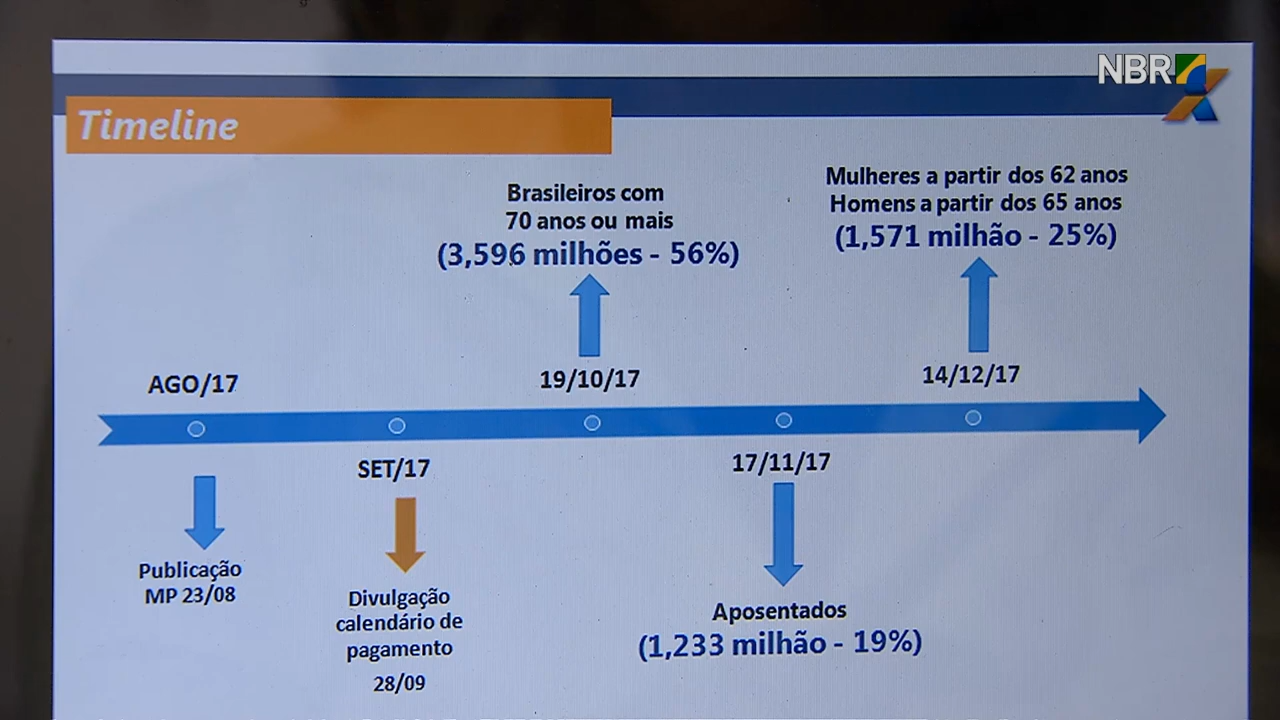 NBR
Timeline
Brasileiros com
70 anos ou mais
(3,596 milhões - 56%)
Mulheres a partir dos 62 anos
Homens a partir dos 65 anos
(1,571 milhão - 25%)
AGO/17
19/10/17
14/12/17
SET/17
17/11/17
Publicação
MP 23/08
Divulgação
calendário de
pagamento
28/09
Aposentados
(1,233 milhão - 19%)